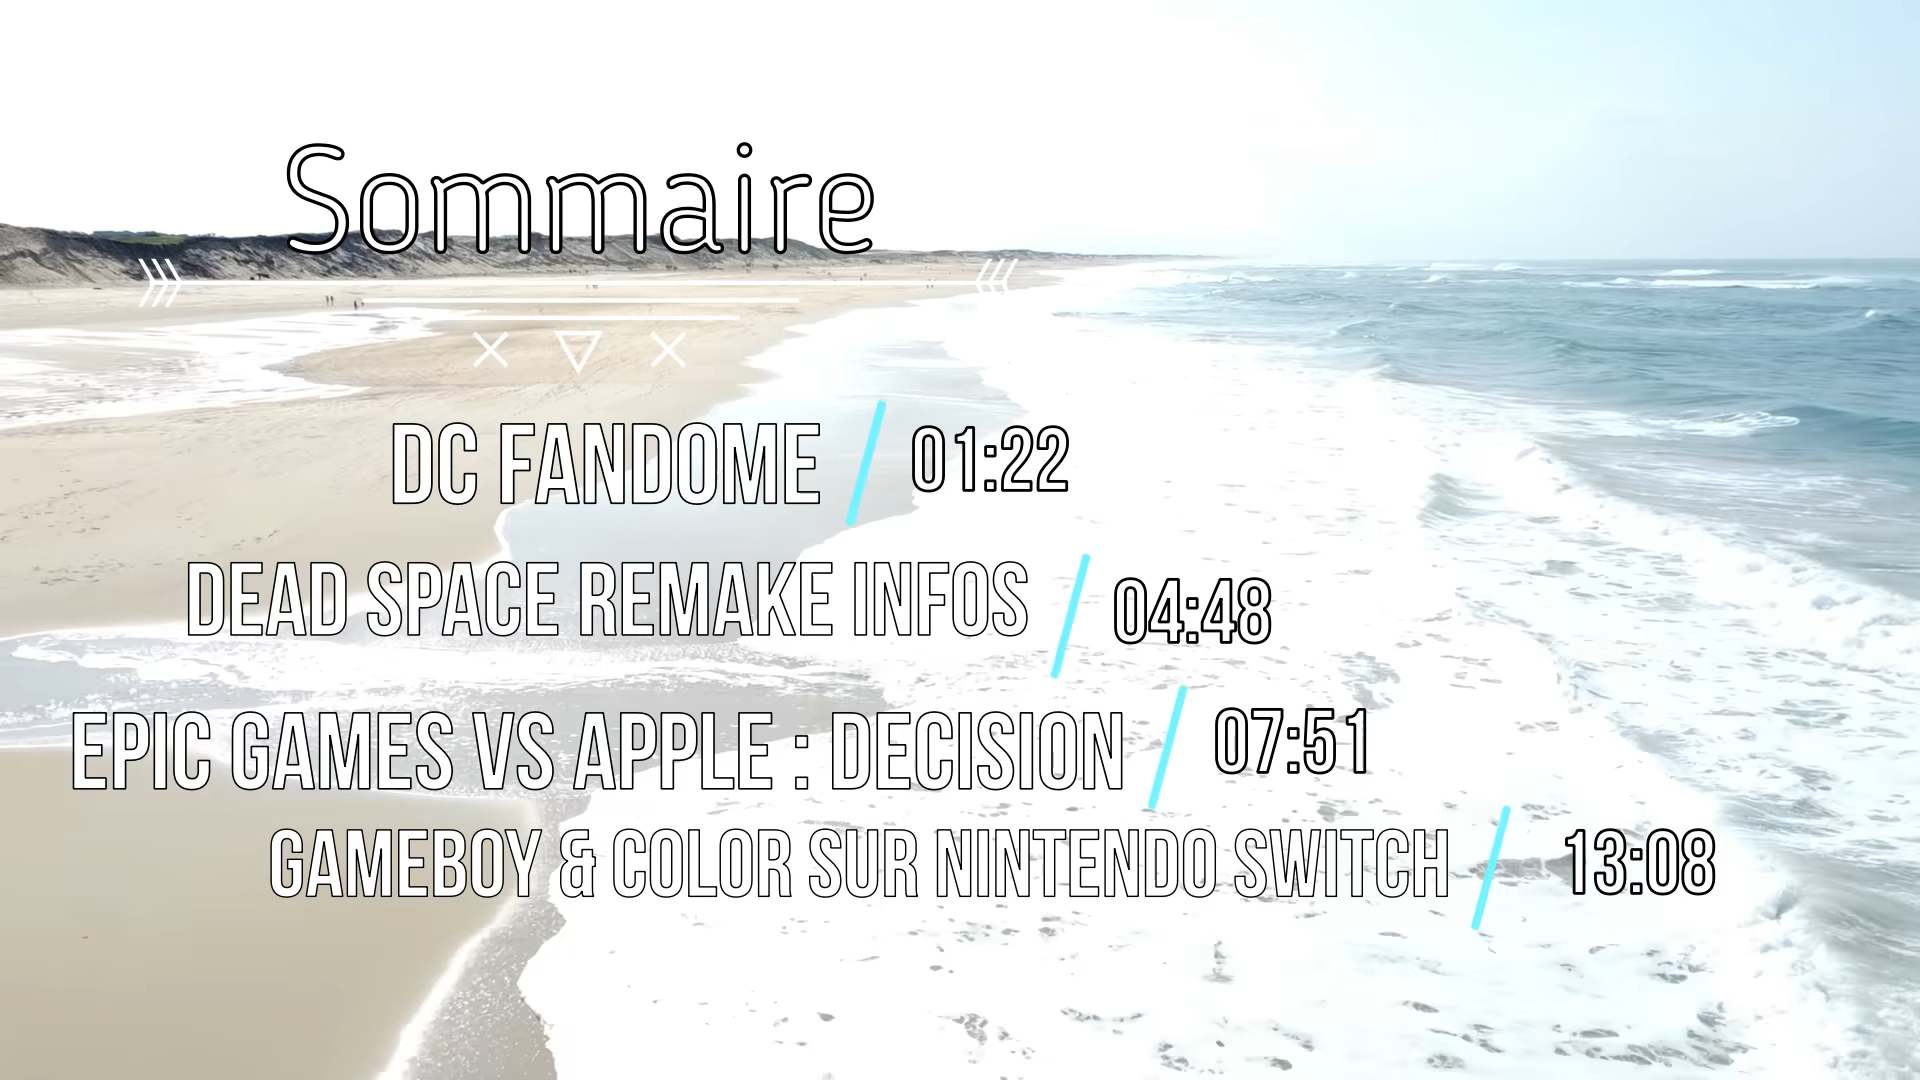 Sommaire
DC FANDOME / 01:22
DEAD SPACE REMAKE INFOS / 04:48
EPIC GAMES VS APPLE : DECISION / 07:51
GAMEBOY & COLOR SUR NINTENDO SWITCH / 13:08